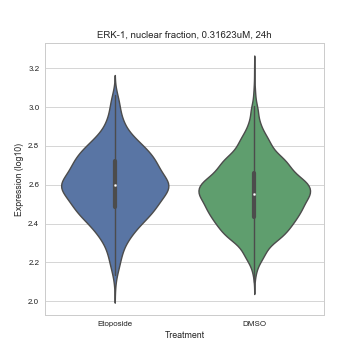 ERK-1, nuclear fraction, 0.31623uM, 24h
3.2
3.0
2.8
2.6
2.4
2.2
2.0
Expression (log10)
Etoposide
DMSO
Treatment